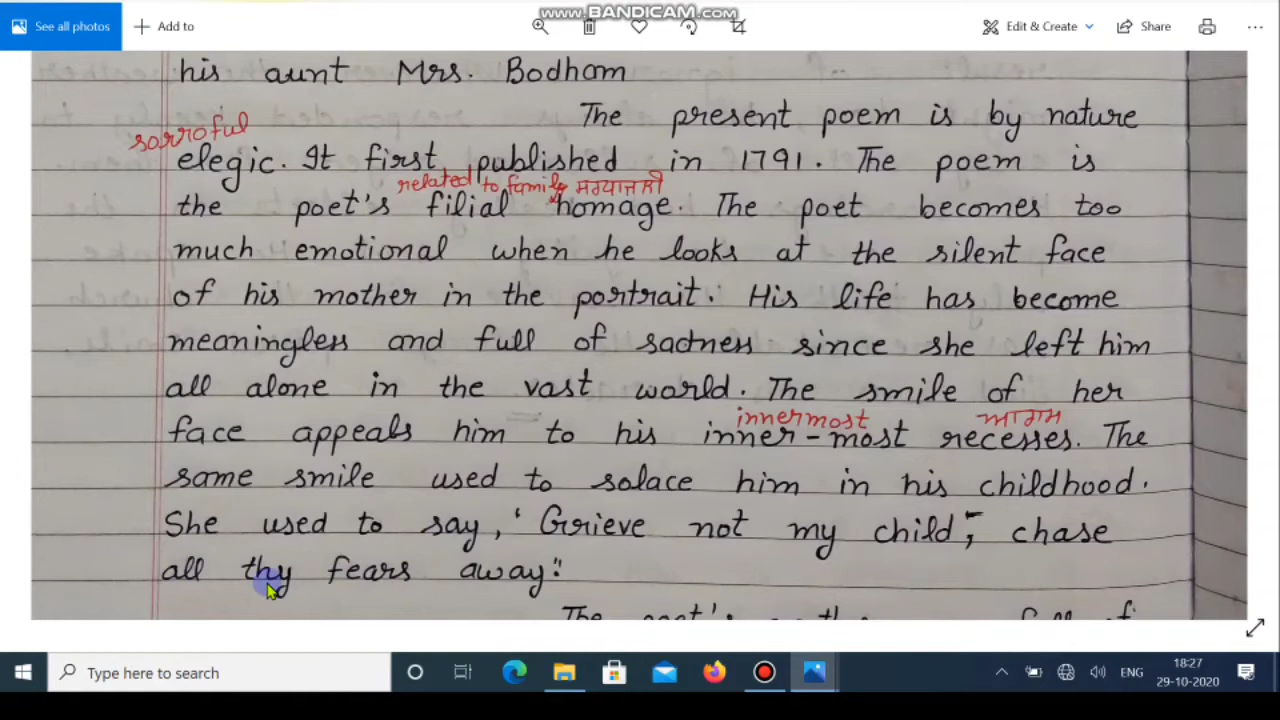 www.BANDICAM.com
See all photos
Add to
Edit & Create
Share
his aunt Mrs. Bodham
The present poem is by nature
sorroful
elegic. It first published in 1791. The poem is
related to family
the poet's filial homage. The poet becomes too
much emotional when he looks at the silent face
of his mother in the portrait. His life has become
meaningless and full of sadness since she left him
all alone in the vast world. The smile of her
innermost
face appeals him to his inner-most recesses. The
same smile used to solace him in his childhood.
She used to say, 'Grieve not my child, chase
all thy fears away."
Type here to search
ENG
18:27
29-10-2020